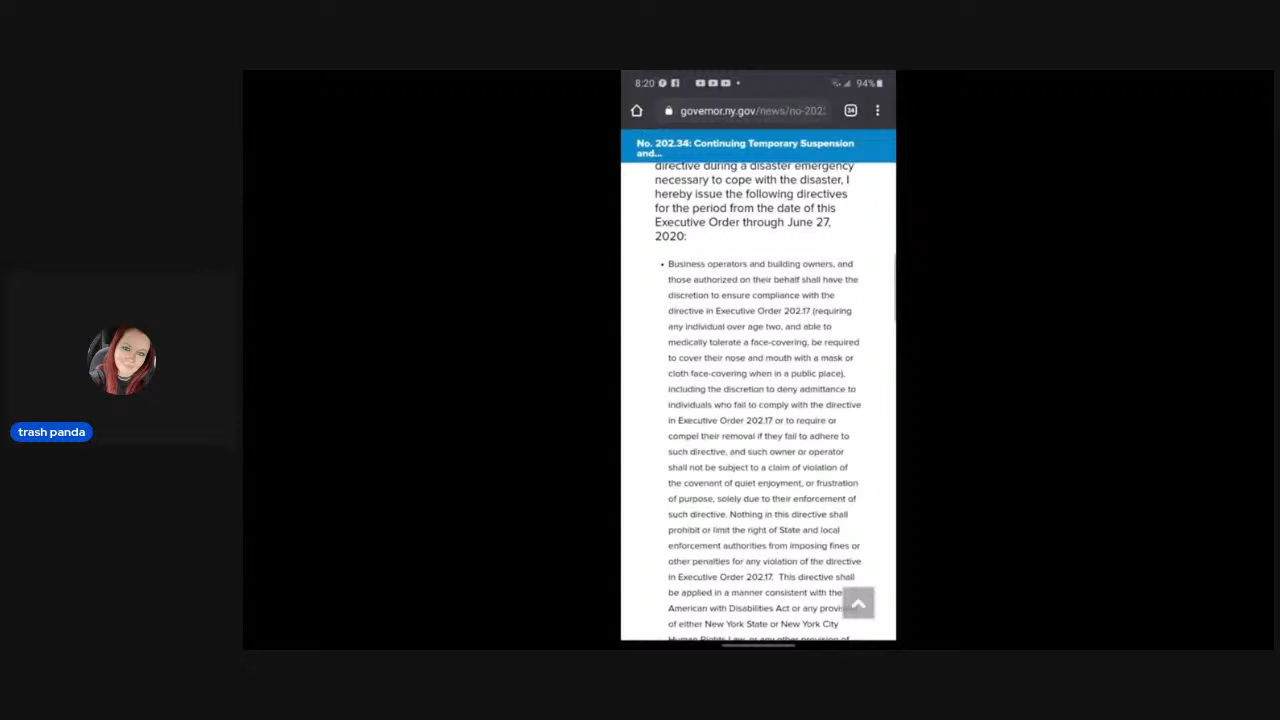 8:20 94%
governor.ny.gov/news/no-202
34
No. 202.34: Continuing Temporary Suspension
and...
directive during a disaster emergency
necessary to cope with the disaster, I
hereby issue the following directives
for the period from the date of this
Executive Order through June 27,
2020:
• Business operators and building owners, and
those authorized on their behalf shall have the
discretion to ensure compliance with the
directive in Executive Order 202.17 (requiring
any individual over age two, and able to
medically tolerate a face-covering, be required
to cover their nose and mouth with a mask or
cloth face-covering when in a public place),
including the discretion to deny admittance to
individuals who fail to comply with the directive
in Executive Order 202.17 or to require or
compel their removal if they fail to adhere to
such directive, and such owner or operator
shall not be subject to a claim of violation of
the covenant of quiet enjoyment, or frustration
of purpose, solely due to their enforcement of
such directive. Nothing in this directive shall
prohibit or limit the right of State and local
enforcement authorities from imposing fines or
other penalties for any violation of the directive
in Executive Order 202.17. This directive shall
be applied in a manner consistent with the
American with Disabilities Act or any provis
of either New York State or New York City
Human Rights Law, or any other provision of
trash panda